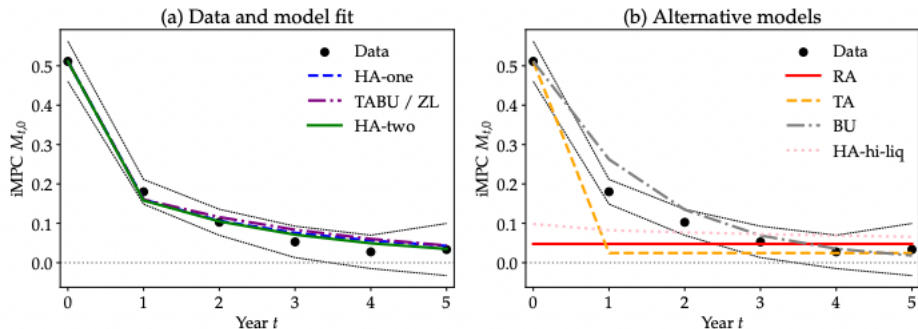 (a) Data and model fit
iMPC M_{t,0}
0.5
0.4
0.3
0.2
0.1
0.0
Data
HA-one
TABU / ZL
HA-two
0 1 2 3 4 5
Year t
(b) Alternative models
iMPC M_{t,0}
0.5
0.4
0.3
0.2
0.1
0.0
Data
RA
TA
BU
HA-hi-liq
0 1 2 3 4 5
Year t